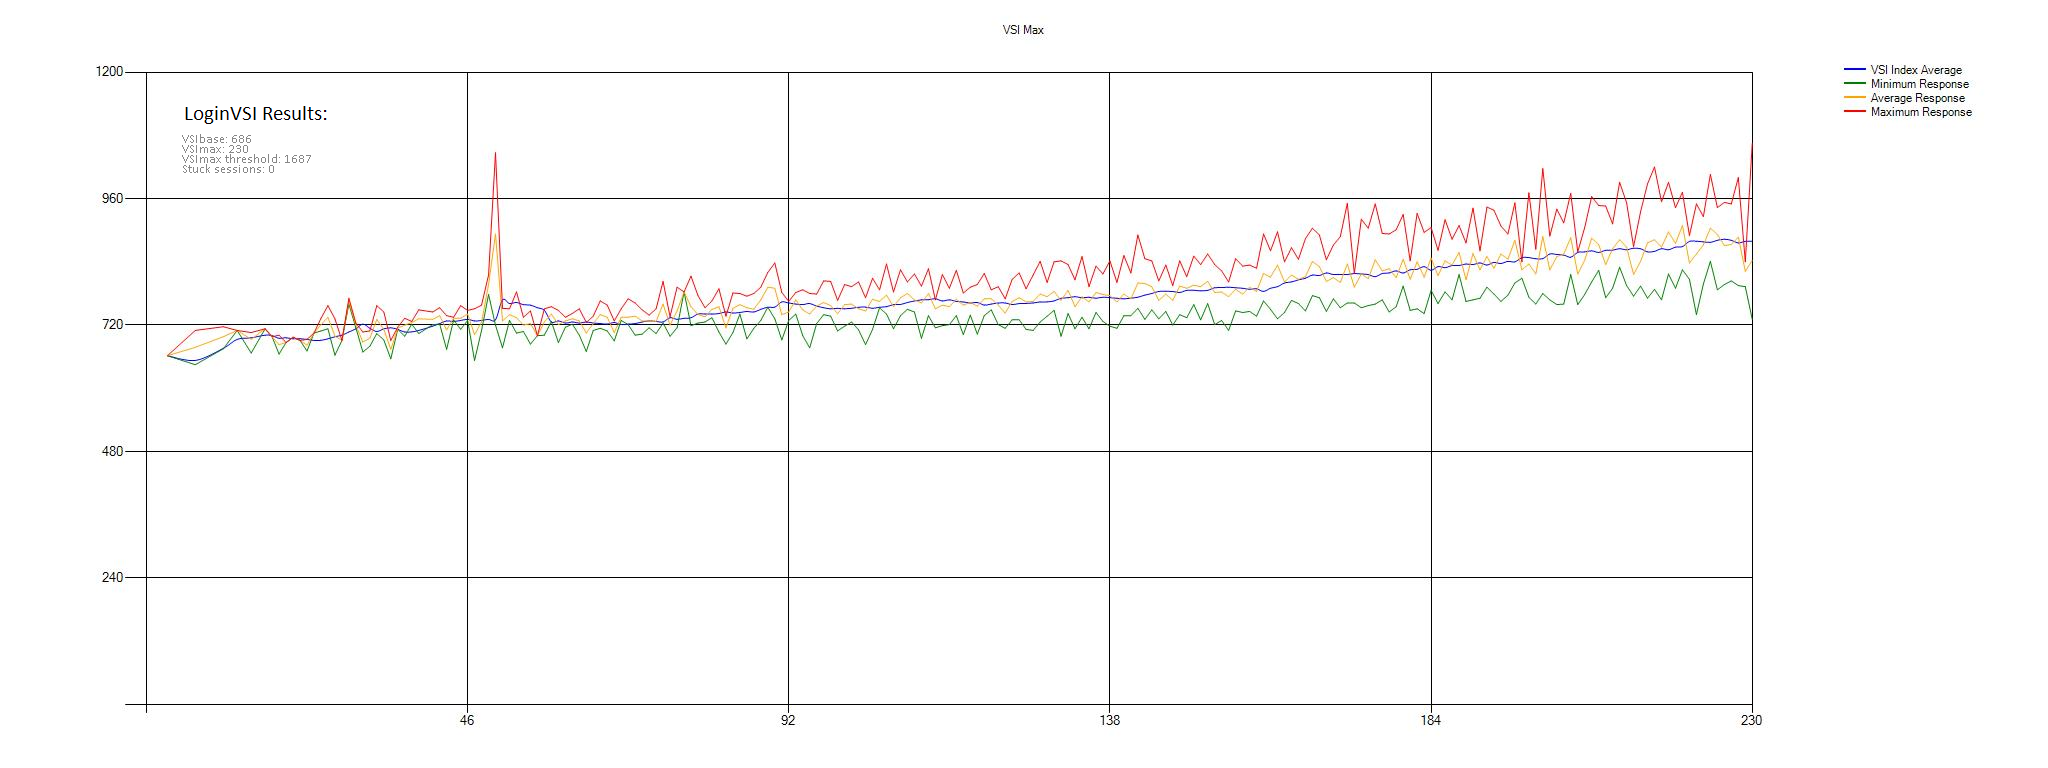 VSI Max
1200
960
720
480
240
46
92
138
184
230
LoginVSI Results:
VSIbase: 686
VSImax: 230
VSImax threshold: 1687
Stuck sessions: 0
VSI Index Average
Minimum Response
Average Response
Maximum Response